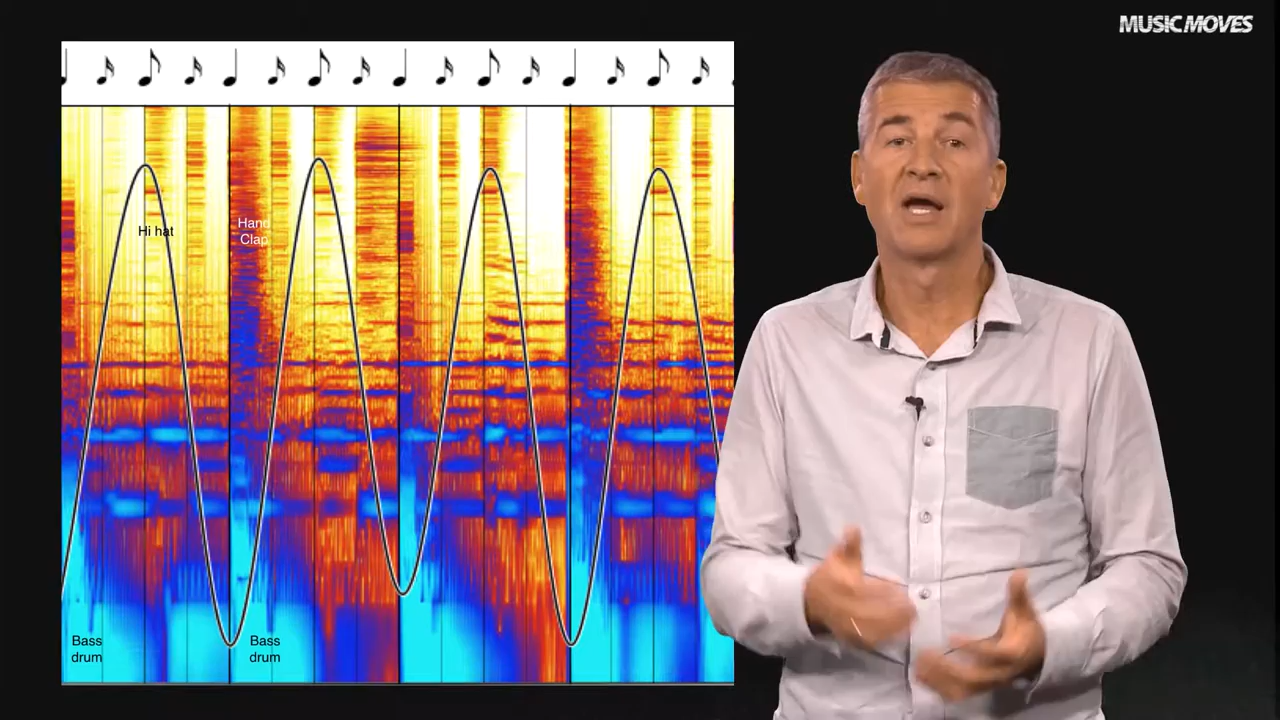 MUSIC MOVES
Hi hat
Hand
Clap
Bass
drum
Bass
drum